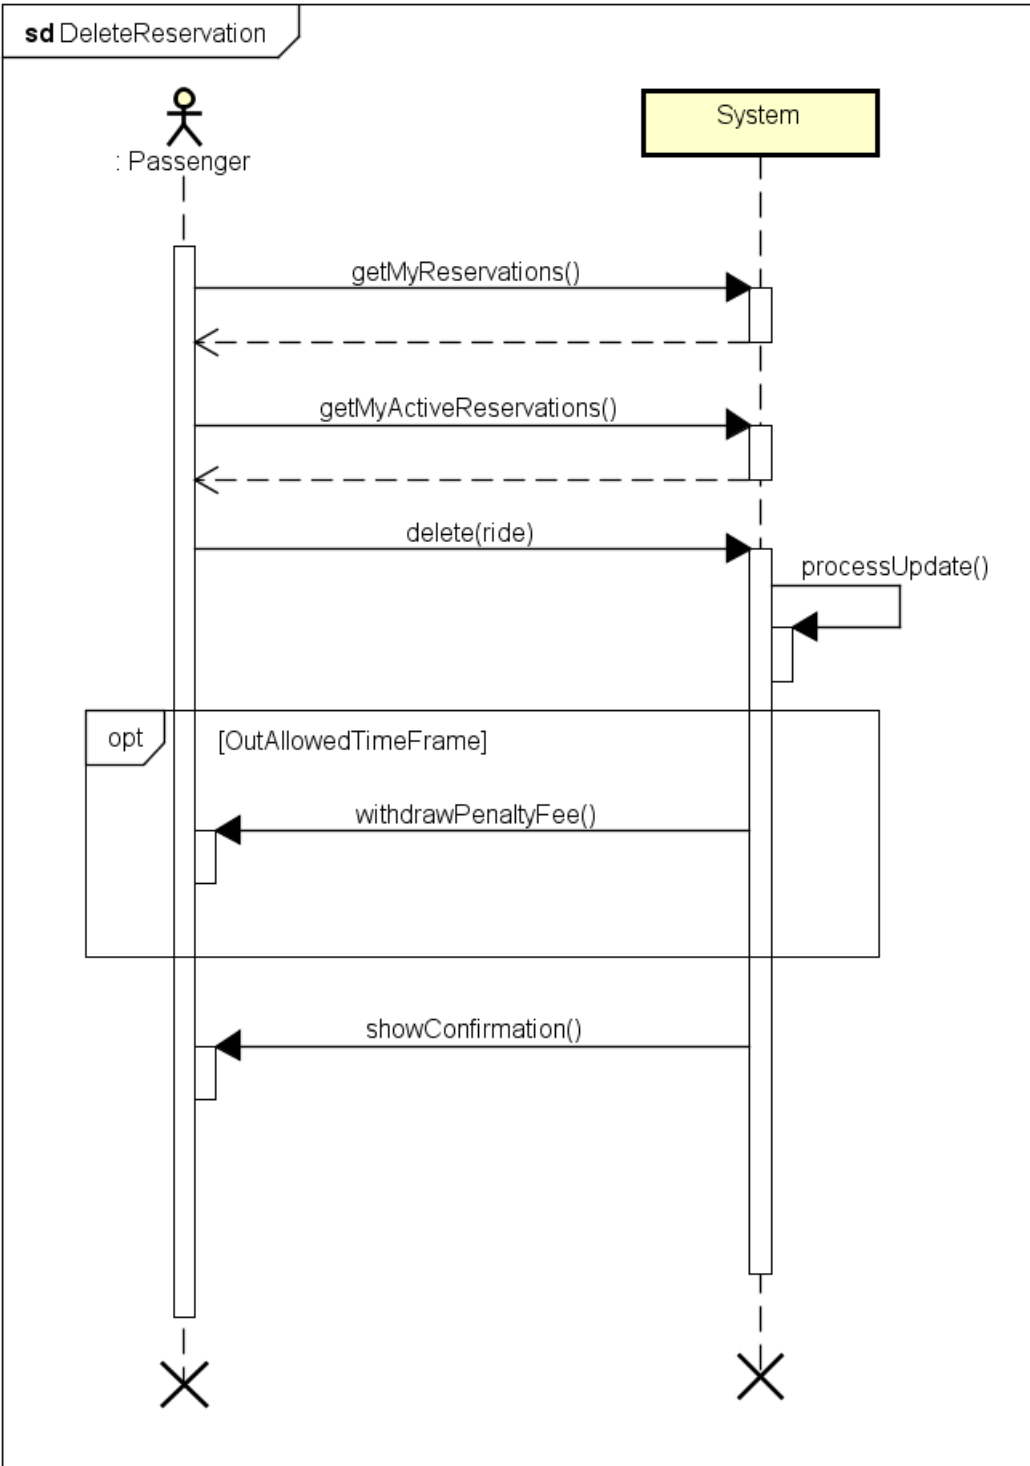 sd DeleteReservation
: Passenger
System
getMyReservations()
getMyActiveReservations()
delete(ride)
processUpdate()
opt
[OutAllowedTimeFrame]
withdrawPenaltyFee()
showConfirmation()